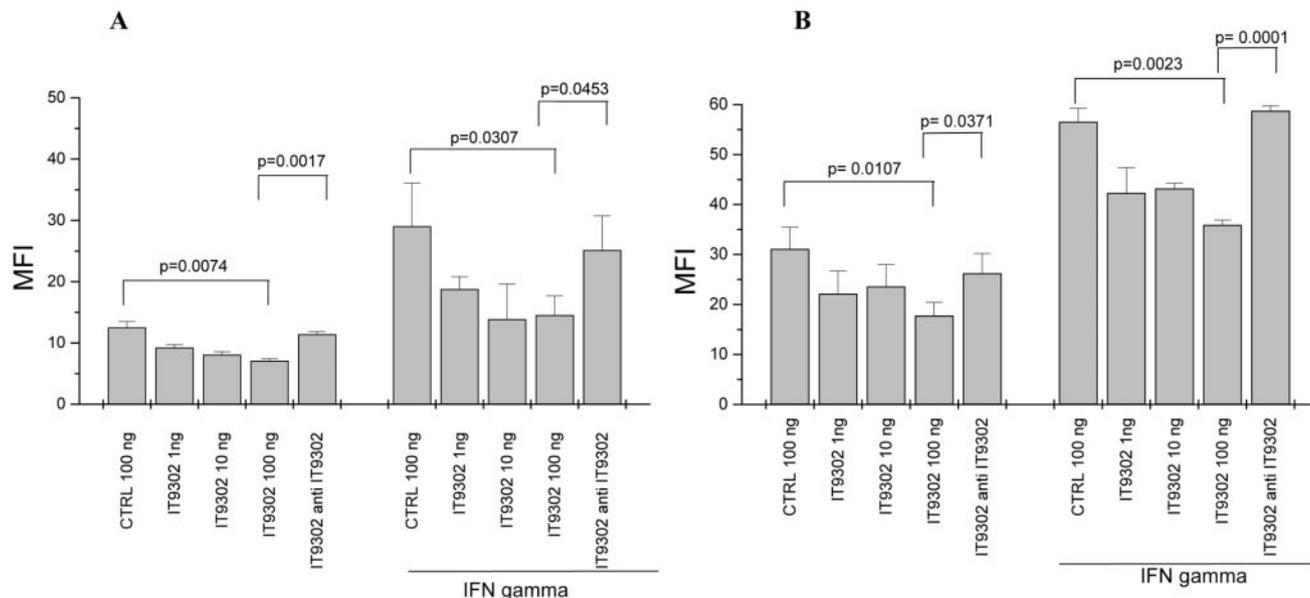 A
50
40
30
20
10
0
MFI
p=0.0074
p=0.0017
p=0.0307
p=0.0453
CTRL 100 ng
IT9302 1ng
IT9302 10 ng
IT9302 100 ng
IT9302 anti IT9302
CTRL 100 ng
IT9302 1 ng
IT9302 10 ng
IT9302 100 ng
IT9302 anti IT9302
IFN gamma
B
60
50
40
30
20
10
0
MFI
p= 0.0107
p= 0.0371
p=0.0023
p= 0.0001
CTRL 100 ng
IT9302 1ng
IT9302 10 ng
IT9302 100 ng
IT9302 anti IT9302
CTRL 100 ng
IT9302 1 ng
IT9302 10 ng
IT9302 100 ng
IT9302 anti IT9302
IFN gamma